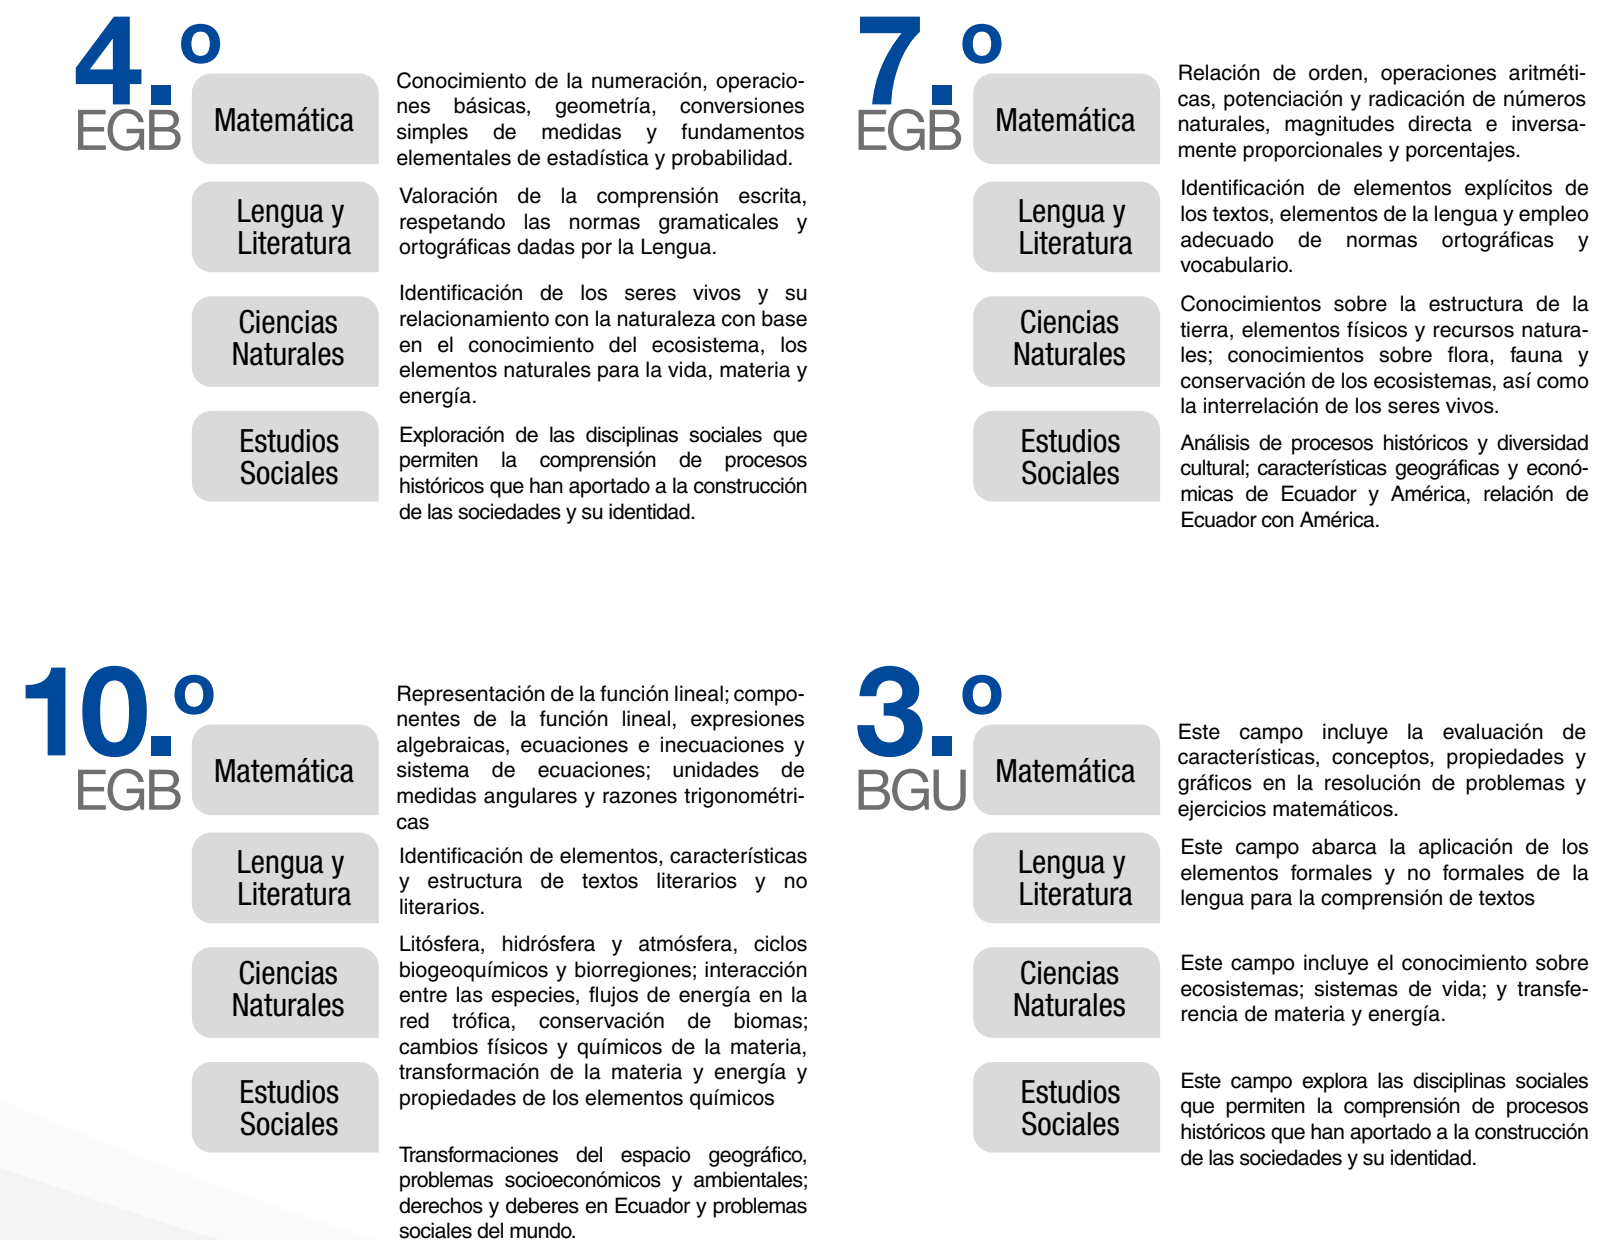 4.º
EGB
Matemática
Conocimiento de la numeración, operacio-
nes básicas, geometría, conversiones
simples de medidas y fundamentos
elementales de estadística y probabilidad.
Lengua y
Literatura
Valoración de la comprensión escrita,
respetando las normas gramaticales y
ortográficas dadas por la Lengua.
Ciencias
Naturales
Identificación de los seres vivos y su
relacionamiento con la naturaleza con base
en el conocimiento del ecosistema, los
elementos naturales para la vida, materia y
energía.
Estudios
Sociales
Exploración de las disciplinas sociales que
permiten la comprensión de procesos
históricos que han aportado a la construcción
de las sociedades y su identidad.
7.º
EGB
Matemática
Relación de orden, operaciones aritméti-
cas, potenciación y radicación de números
naturales, magnitudes directa e inversa-
mente proporcionales y porcentajes.
Lengua y
Literatura
Identificación de elementos explícitos de
los textos, elementos de la lengua y empleo
adecuado de normas ortográficas y
vocabulario.
Ciencias
Naturales
Conocimientos sobre la estructura de la
tierra, elementos físicos y recursos natura-
les; conocimientos sobre flora, fauna y
conservación de los ecosistemas, así como
la interrelación de los seres vivos.
Estudios
Sociales
Análisis de procesos históricos y diversidad
cultural; características geográficas y econó-
micas de Ecuador y América, relación de
Ecuador con América.
10.º
EGB
Matemática
Representación de la función lineal; compo-
nentes de la función lineal, expresiones
algebraicas, ecuaciones e inecuaciones y
sistema de ecuaciones; unidades de
medidas angulares y razones trigonométri-
cas
Lengua y
Literatura
Identificación de elementos, características
y estructura de textos literarios y no
literarios.
Ciencias
Naturales
Litósfera, hidrósfera y atmósfera, ciclos
biogeoquímicos y biorregiones; interacción
entre las especies, flujos de energía en la
red trófica, conservación de biomas;
cambios físicos y químicos de la materia,
transformación de la materia y energía y
propiedades de los elementos químicos
Estudios
Sociales
Transformaciones del espacio geográfico,
problemas socioeconómicos y ambientales;
derechos y deberes en Ecuador y problemas
sociales del mundo.
3.º
BGU
Matemática
Este campo incluye la evaluación de
características, conceptos, propiedades y
gráficos en la resolución de problemas y
ejercicios matemáticos.
Lengua y
Literatura
Este campo abarca la aplicación de los
elementos formales y no formales de la
lengua para la comprensión de textos
Ciencias
Naturales
Este campo incluye el conocimiento sobre
ecosistemas; sistemas de vida; y transfe-
rencia de materia y energía.
Estudios
Sociales
Este campo explora las disciplinas sociales
que permiten la comprensión de procesos
históricos que han aportado a la construcción
de las sociedades y su identidad.